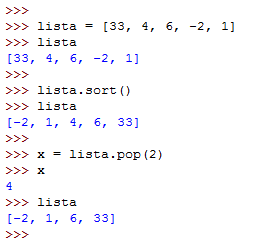 >>>
>>> lista = [33, 4, 6, -2, 1]
>>> lista
[33, 4, 6, -2, 1]
>>>
>>> lista.sort()
>>> lista
[-2, 1, 4, 6, 33]
>>>
>>> x = lista.pop(2)
>>> x
4
>>> lista
[-2, 1, 6, 33]
>>>